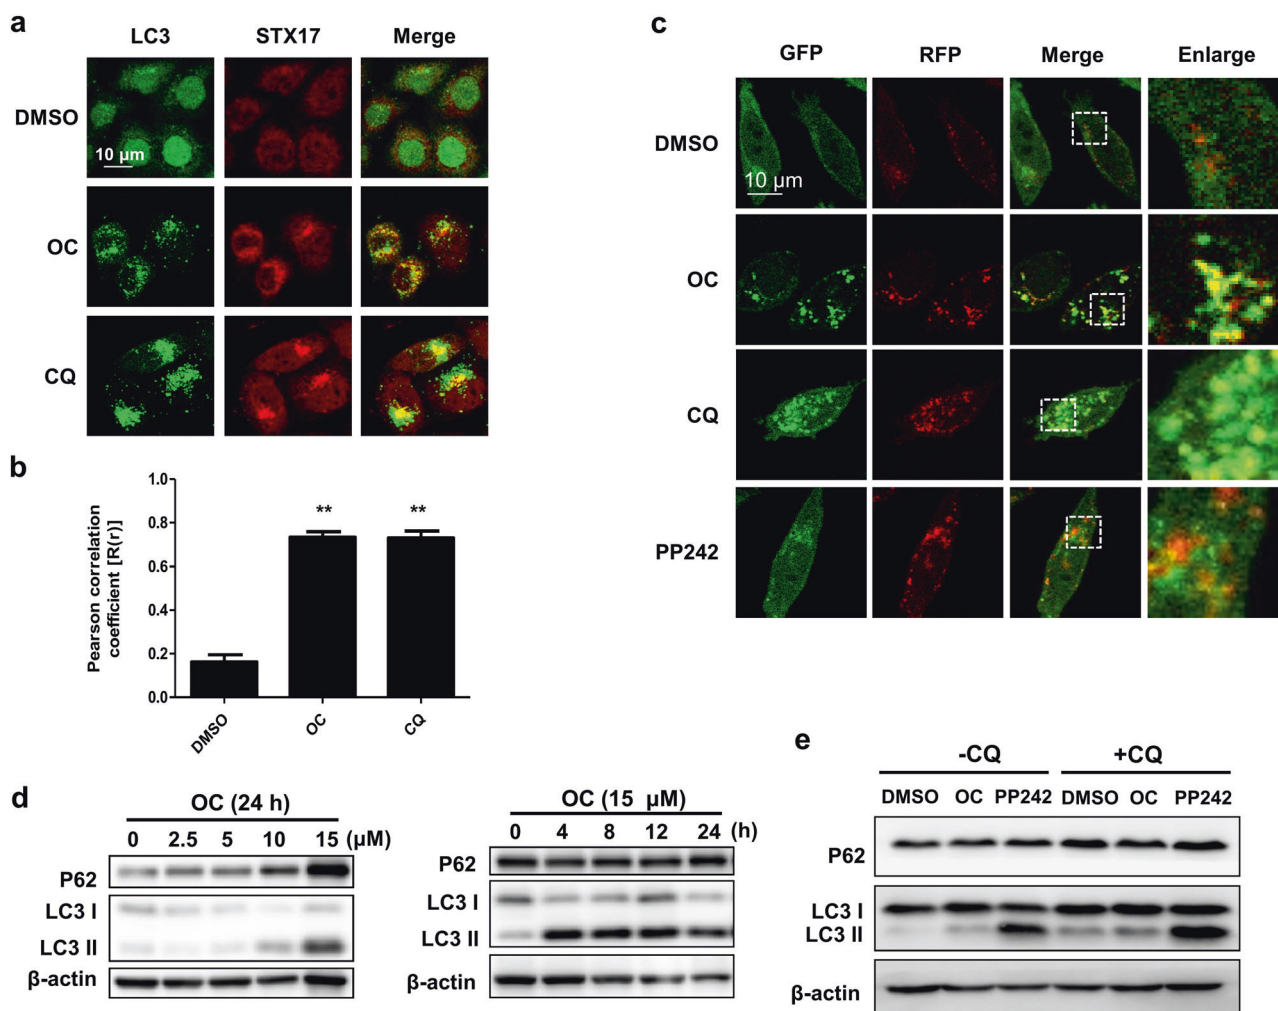 a
LC3 STX17 Merge
DMSO
10 µm
OC
CQ
b
Pearson correlation
coefficient [R(r)]
1.0
0.8
0.6
0.4
0.2
0.0
** **
DMSO OC CQ
c
GFP RFP Merge Enlarge
DMSO
10 µm
OC
CQ
PP242
d
OC (24 h)
0 2.5 5 10 15 (µM)
P62
LC3 I
LC3 II
β-actin
OC (15 µM)
0 4 8 12 24 (h)
P62
LC3 I
LC3 II
β-actin
e
-CQ +CQ
DMSO OC PP242 DMSO OC PP242
P62
LC3 I
LC3 II
β-actin